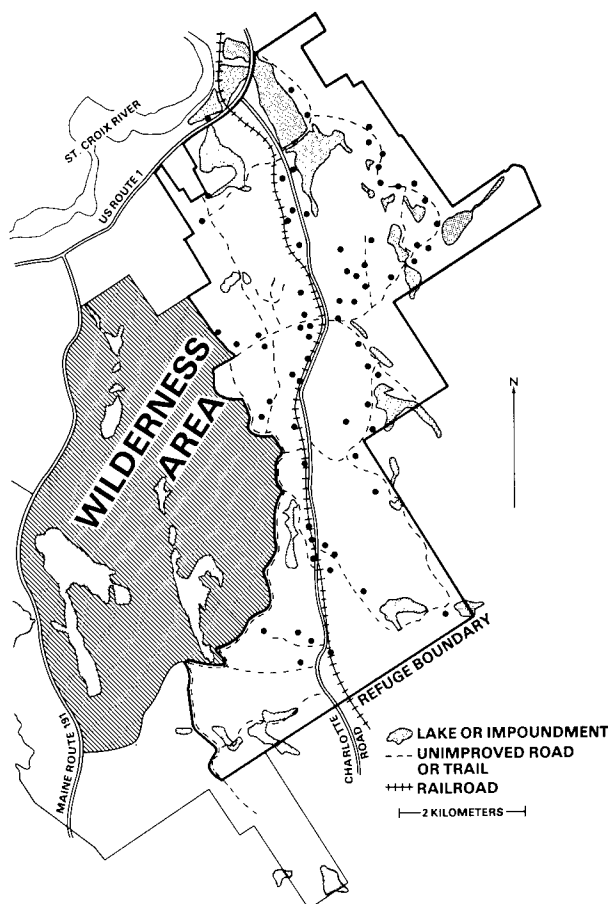 ST. CROIX RIVER
US ROUTE 1
WILDERNESS
AREA
N
REFUGE BOUNDARY
MAINE ROUTE 191
CHARLOTTE
ROAD
LAKE OR IMPOUNDMENT
UNIMPROVED ROAD
OR TRAIL
RAILROAD
2 KILOMETERS